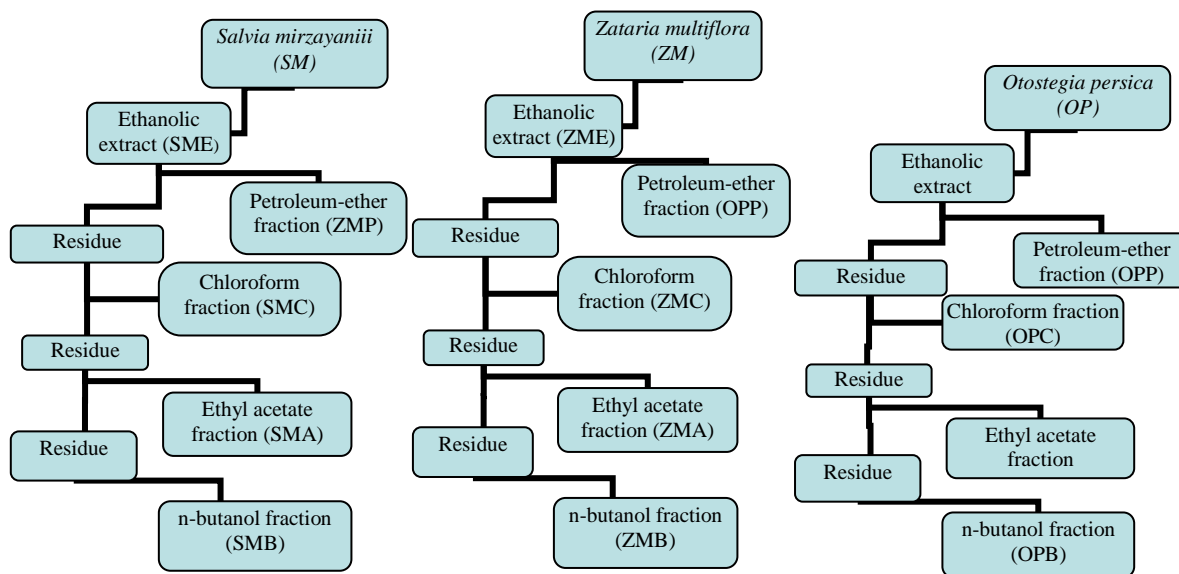 Salvia mirzayanii
(SM)
Ethanolic
extract (SME)
Petroleum-ether
fraction (ZMP)
Residue
Chloroform
fraction (SMC)
Residue
Ethyl acetate
fraction (SMA)
Residue
n-butanol fraction
(SMB)
Zataria multiflora
(ZM)
Ethanolic
extract (ZME)
Petroleum-ether
fraction (OPP)
Residue
Chloroform
fraction (ZMC)
Residue
Ethyl acetate
fraction (ZMA)
Residue
n-butanol fraction
(ZMB)
Otostegia persica
(OP)
Ethanolic
extract
Petroleum-ether
fraction (OPP)
Residue
Chloroform fraction
(OPC)
Residue
Ethyl acetate
fraction
Residue
n-butanol fraction
(OPB)